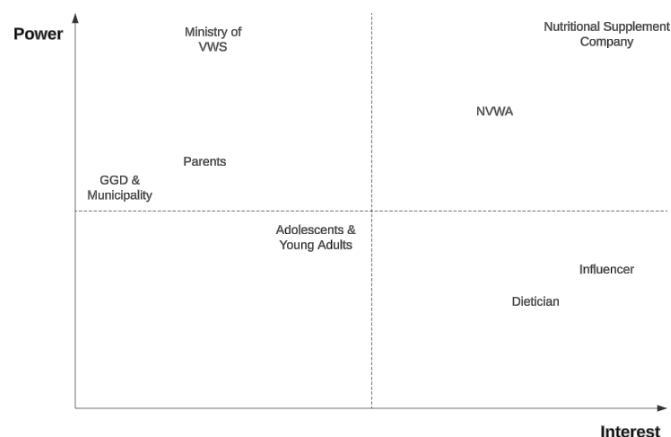 Power
Ministry of
VWS
Nutritional Supplement
Company
NVWA
Parents
GGD &
Municipality
Adolescents &
Young Adults
Influencer
Dietician
Interest